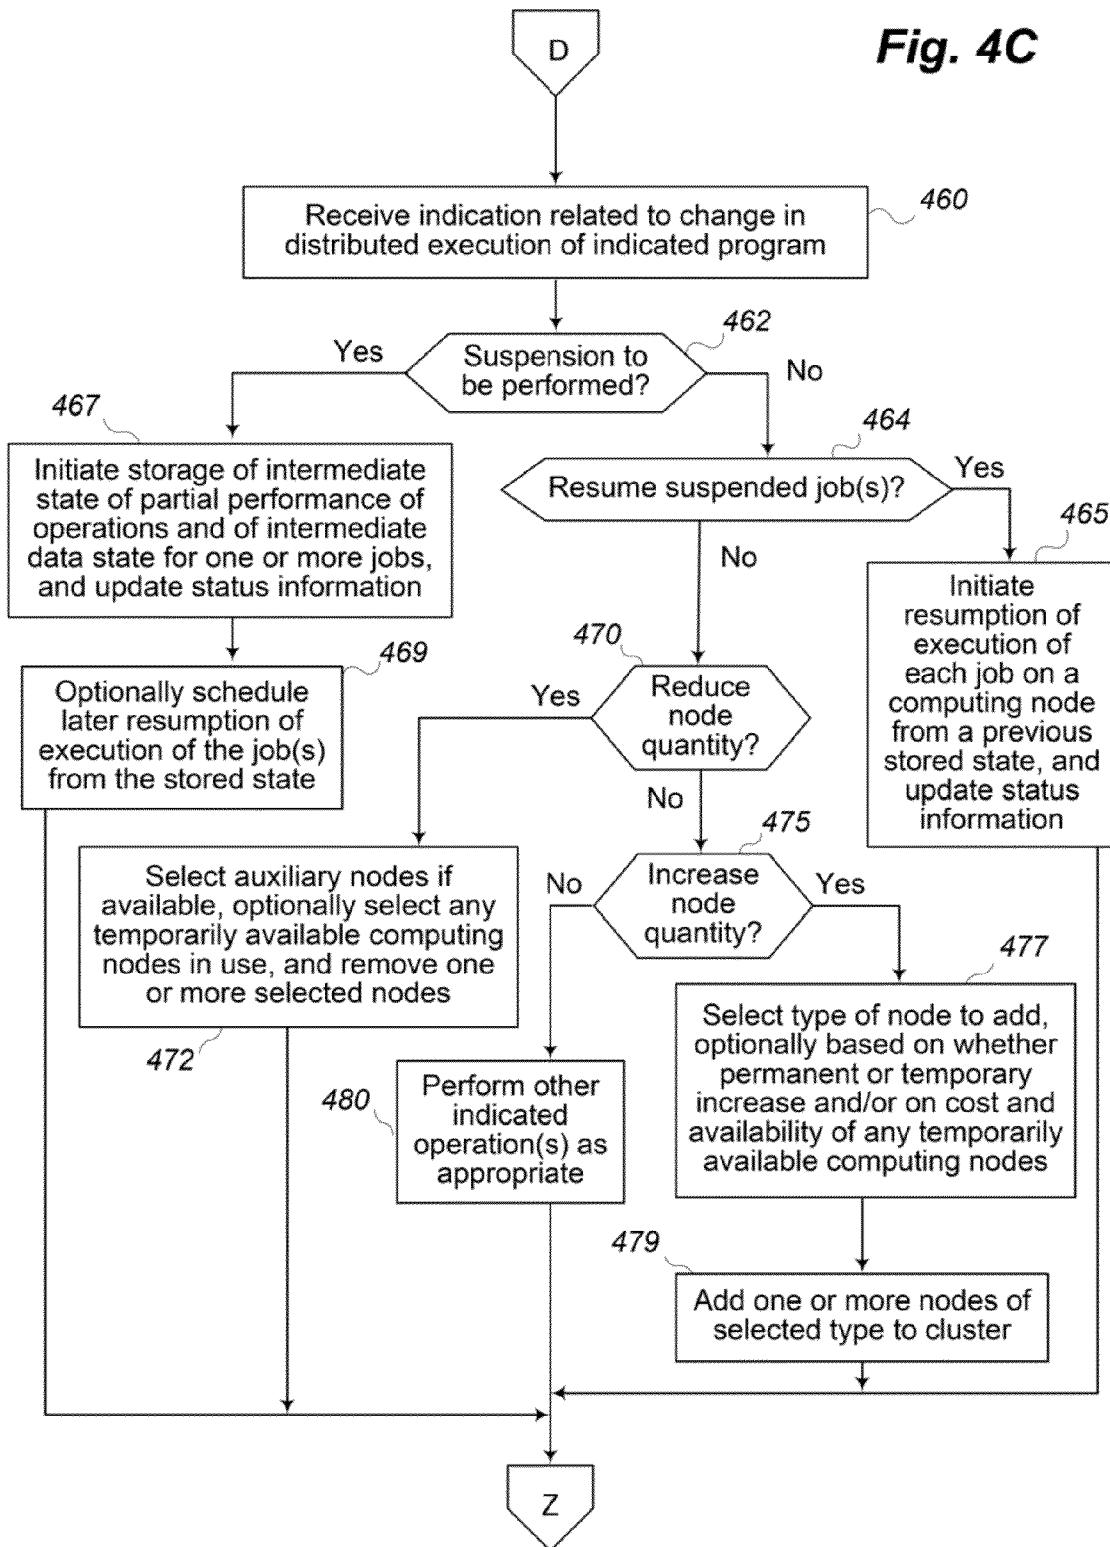 D
Fig. 4C
460
Receive indication related to change in
distributed execution of indicated program
462
Yes
Suspension to
be performed?
No
467
464
Initiate storage of intermediate
state of partial performance of
operations and of intermediate
data state for one or more jobs,
and update status information
Resume suspended job(s)?
Yes
465
No
Initiate
resumption of
execution of
each job on a
computing node
from a previous
stored state, and
update status
information
469
Optionally schedule
later resumption of
execution of the job(s)
from the stored state
470
Yes
Reduce
node
quantity?
No
475
Select auxiliary nodes if
available, optionally select any
temporarily available computing
nodes in use, and remove one
or more selected nodes
472
No
Increase
node
quantity?
Yes
477
Select type of node to add,
optionally based on whether
permanent or temporary
increase and/or on cost and
availability of any temporarily
available computing nodes
480
Perform other
indicated
operation(s) as
appropriate
479
Add one or more nodes of
selected type to cluster
Z